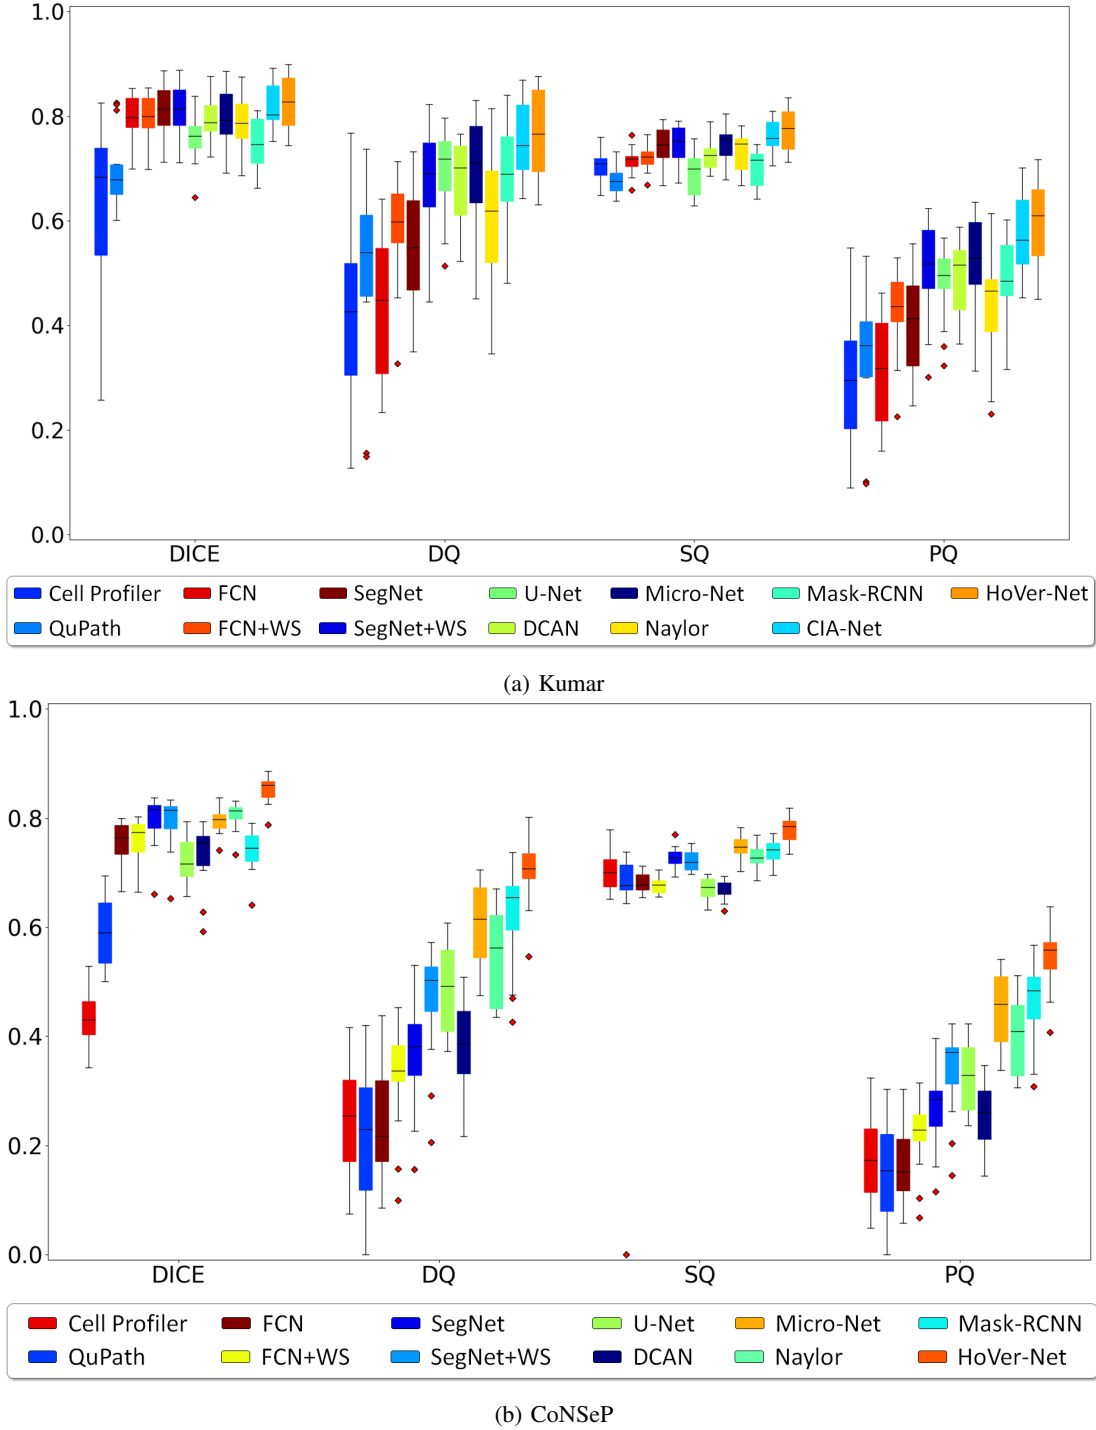 1.0
0.8
0.6
0.4
0.2
0.0
DICE DQ SQ PQ
Cell Profiler FCN SegNet U-Net Micro-Net Mask-RCNN HoVer-Net
QuPath FCN+WS SegNet+WS DCAN Naylor CIA-Net
(a) Kumar
1.0
0.8
0.6
0.4
0.2
0.0
DICE DQ SQ PQ
Cell Profiler FCN SegNet U-Net Micro-Net Mask-RCNN
QuPath FCN+WS SegNet+WS DCAN Naylor HoVer-Net
(b) CoNSeP